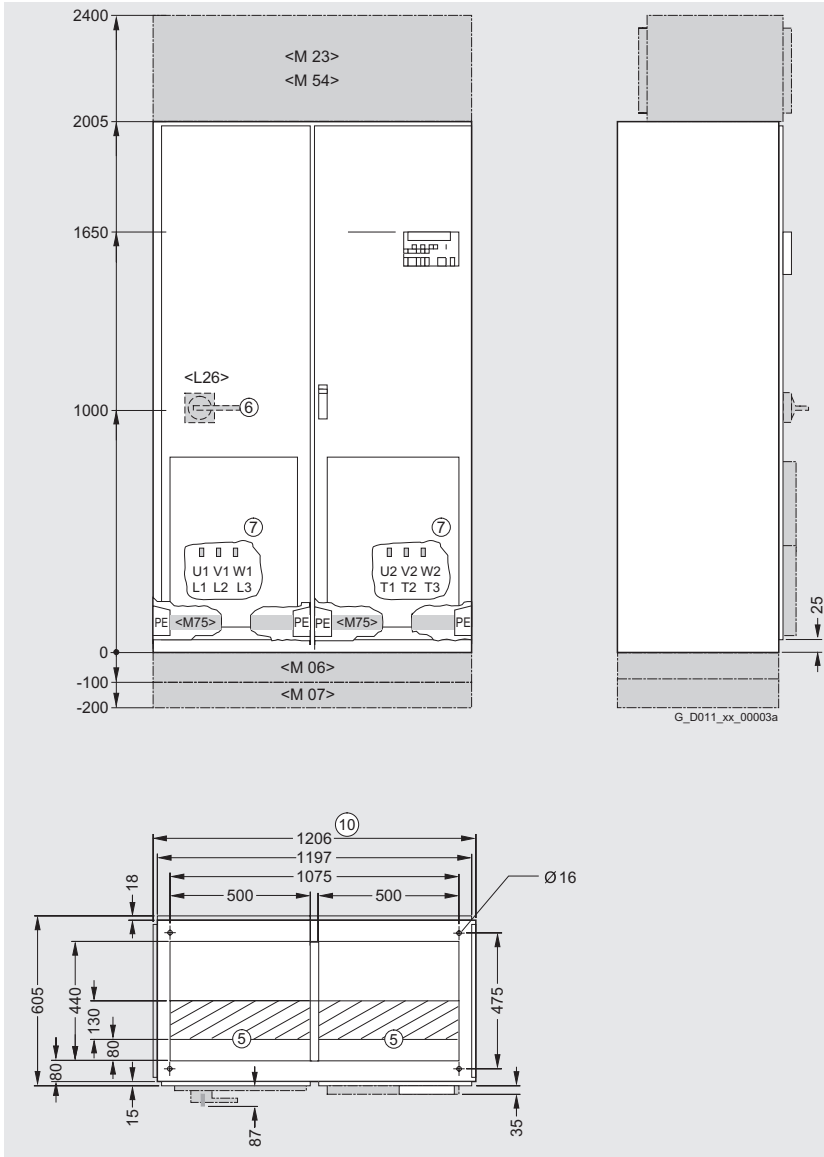 2400
<M 23>
<M 54>
2005
1650
<L26>
1000
6
7
7
U1 V1 W1
L1 L2 L3
U2 V2 W2
T1 T2 T3
PE
<M75>
PE
PE
<M75>
PE
25
0
<M 06>
-100
<M 07>
-200
G_D011_xx_00003a
10
1206
1197
1075
500
500
Ø 16
18
605
440
130
80
80
15
5
5
475
87
35